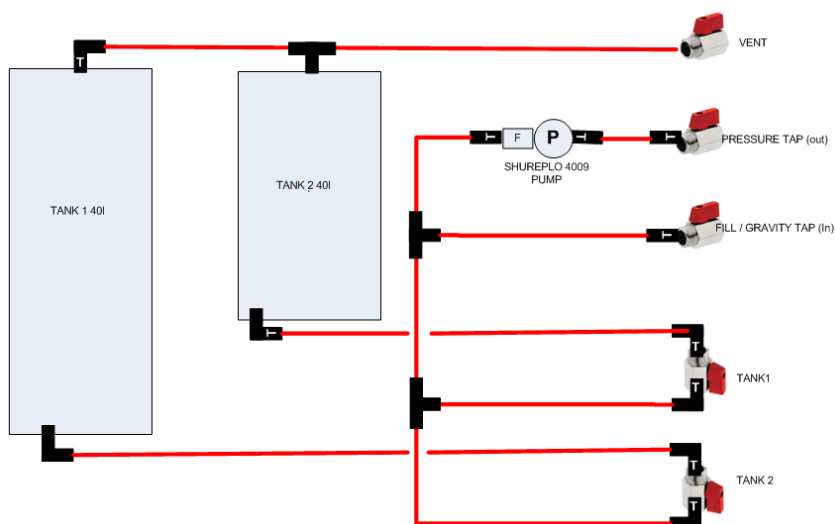 VENT
T
F
P
T
T
T
PRESSURE TAP (out)
SHUREPLO 4009
PUMP
TANK 1 40l
TANK 2 40l
T
FILL / GRAVITY TAP (In)
T
T
T
TANK1
T
T
TANK 2